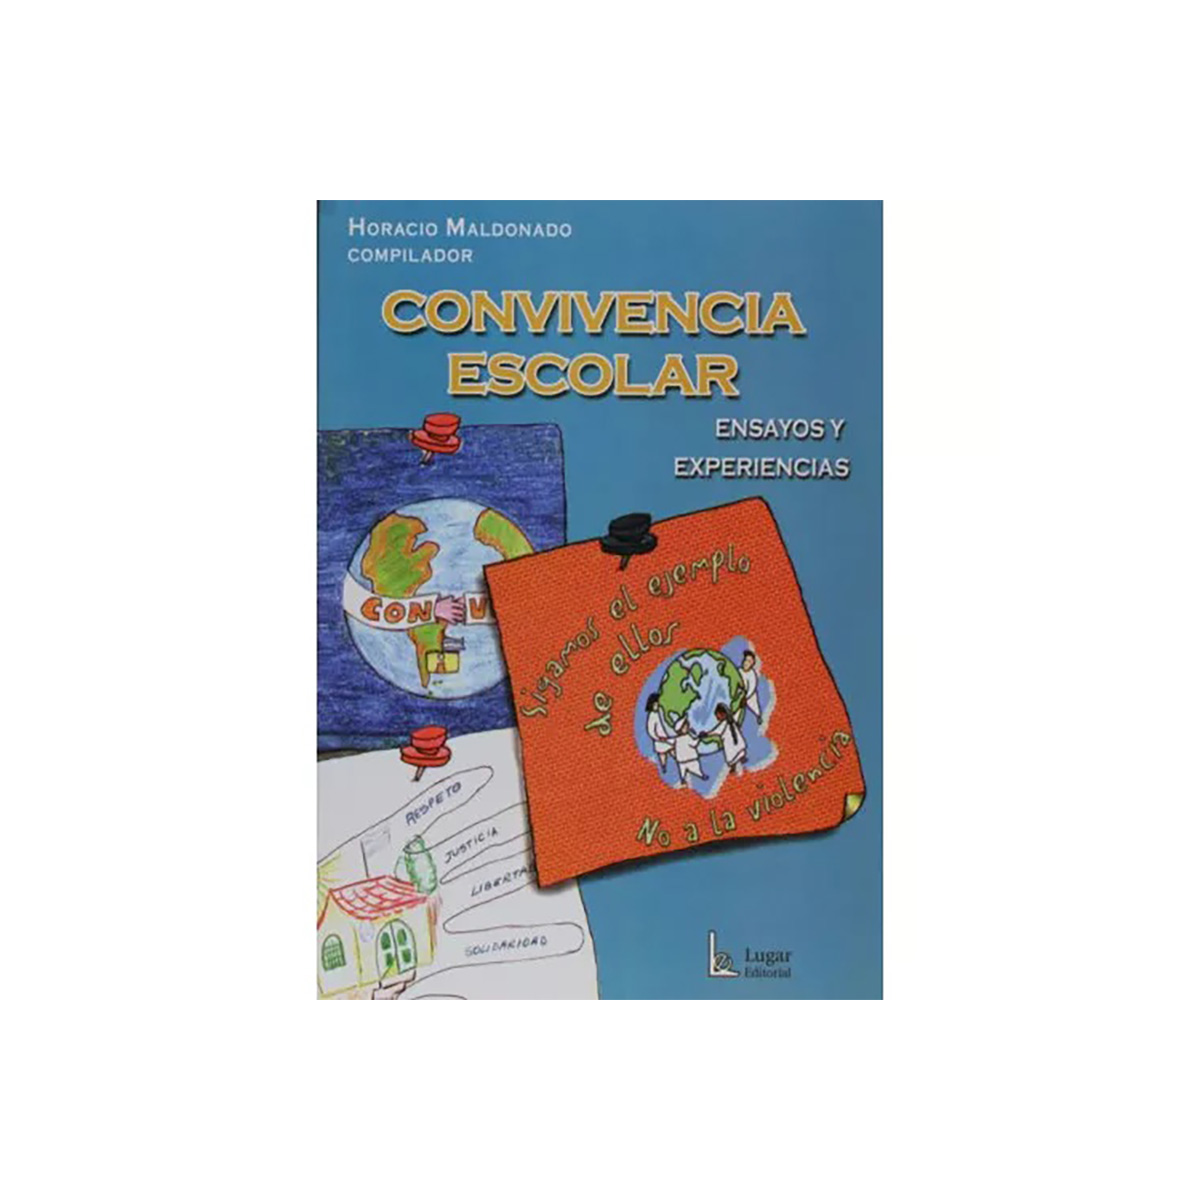 HORACIO MALDONADO
COMPILADOR
CONVIVENCIA
ESCOLAR
ENSAYOS Y
EXPERIENCIAS
CON
Sigamos el ejemplo
de ellos
No a la violencia
RESPETO
JUSTICIA
LIBERTAD
SOLIDARIDAD
Lugar
Editorial